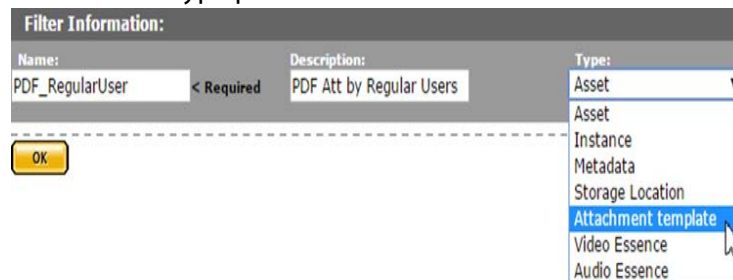 Filter Information:
Name: Description: Type:
PDF_RegularUser < Required PDF Att by Regular Users Asset
Asset
Instance
Metadata
Storage Location
Attachment template
Video Essence
Audio Essence
OK